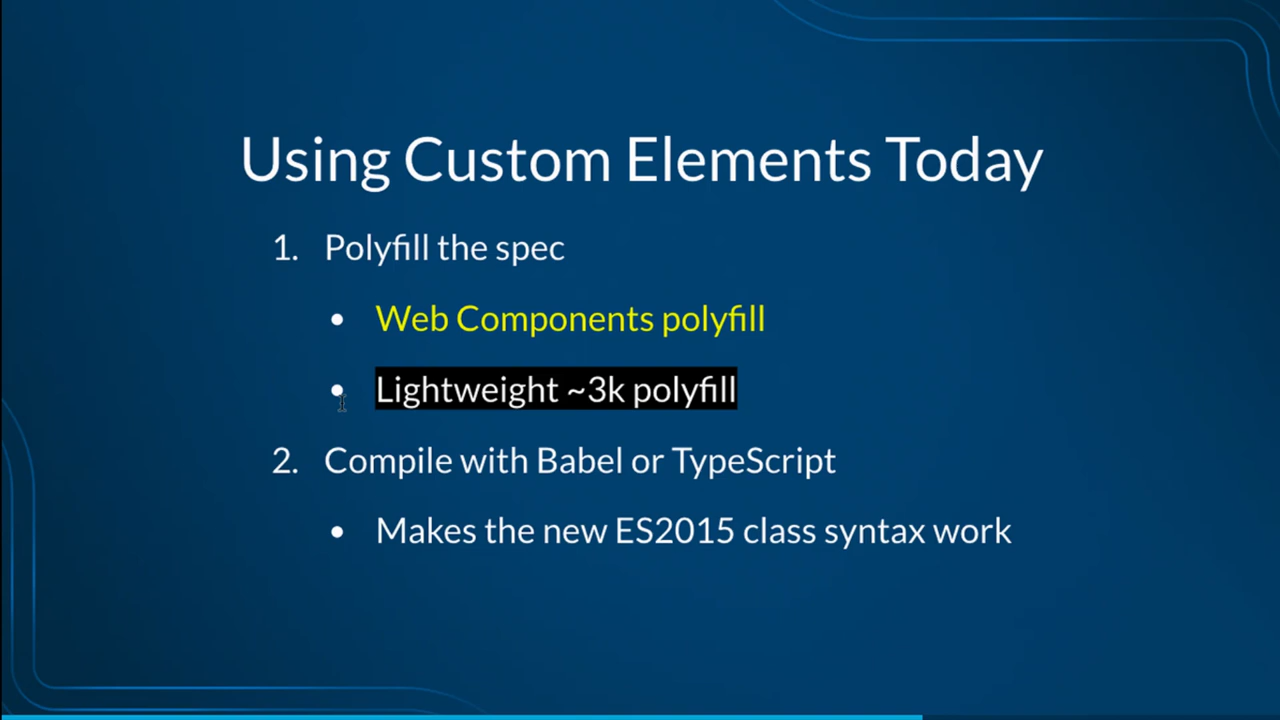 Using Custom Elements Today
1. Polyfill the spec
• Web Components polyfill
• Lightweight ~3k polyfill
2. Compile with Babel or TypeScript
• Makes the new ES2015 class syntax work